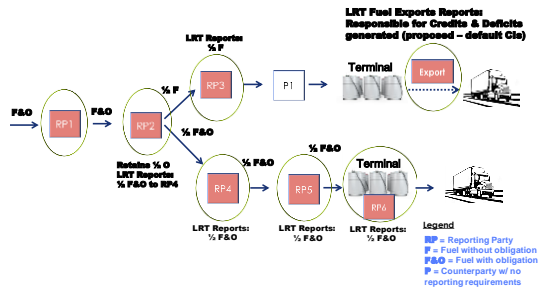 LRT Fuel Exports Reports:
Responsible for Credits & Deficits
generated (proposed – default CIs)
LRT Reports:
½ F
Terminal
Export
RP3
P1
½ F
F&O
F&O
RP1
RP2
½ F&O
Retains ½ O
LRT Reports:
½ F&O to RP4
½ F&O
½ F&O
Terminal
RP4
RP5
RP6
LRT Reports:
½ F&O
LRT Reports:
½ F&O
LRT Reports:
½ F&O
Legend
RP = Reporting Party
F = Fuel without obligation
F&O = Fuel with obligation
P = Counterparty w/ no
reporting requirements